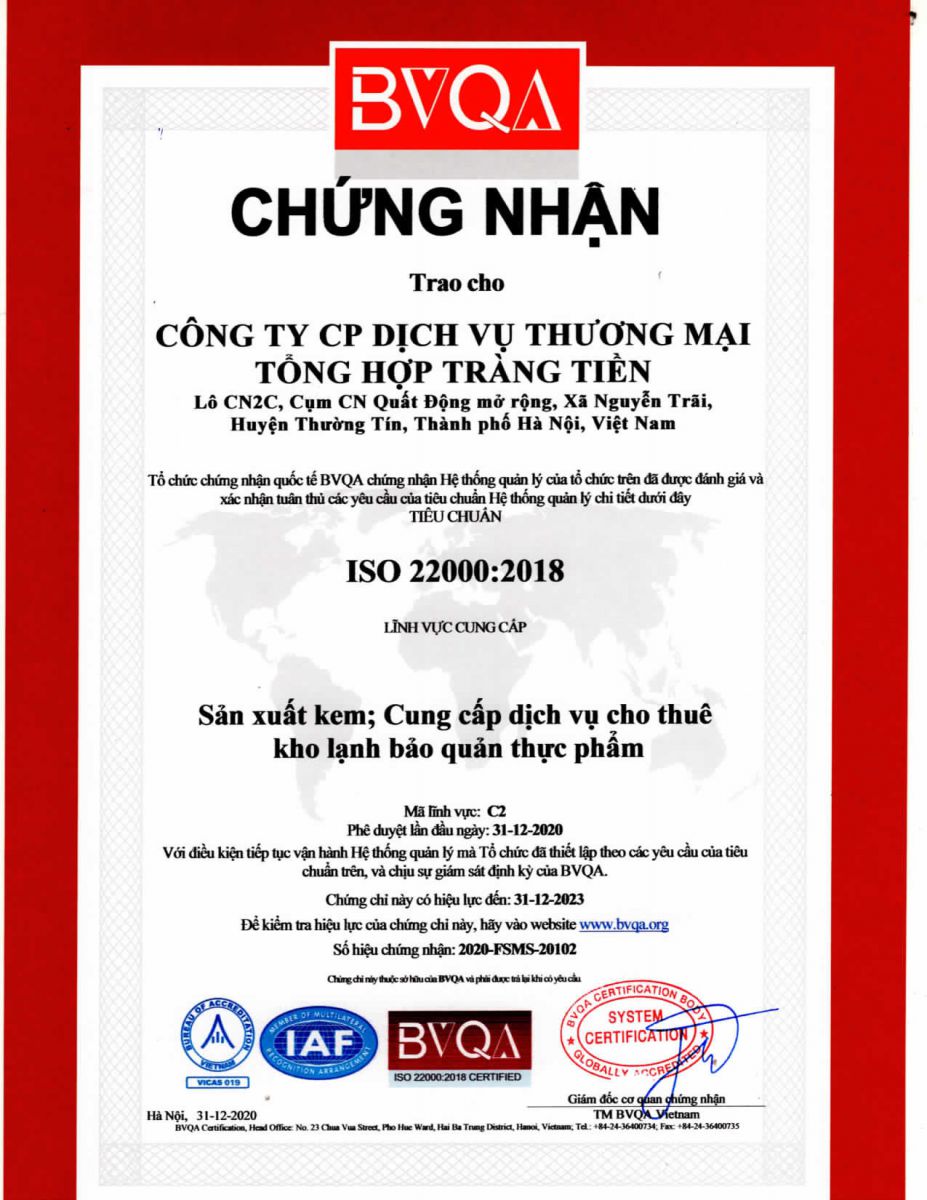 BVQA
CHỨNG NHẬN
Trao cho
CÔNG TY CP DỊCH VỤ THƯƠNG MẠI
TỔNG HỢP TRÀNG TIỀN
Lô CN2C, Cụm CN Quất Động mở rộng, Xã Nguyễn Trãi,
Huyện Thường Tín, Thành phố Hà Nội, Việt Nam
Tổ chức chứng nhận quốc tế BVQA chứng nhận Hệ thống quản lý của tổ chức trên đã được đánh giá và
xác nhận tuân thủ các yêu cầu của tiêu chuẩn Hệ thống quản lý chi tiết dưới đây
TIÊU CHUẨN
ISO 22000:2018
LĨNH VỰC CUNG CẤP
Sản xuất kem; Cung cấp dịch vụ cho thuê
kho lạnh bảo quản thực phẩm
Mã lĩnh vực: C2
Phê duyệt lần đầu ngày: 31-12-2020
Với điều kiện tiếp tục vận hành Hệ thống quản lý mà Tổ chức đã thiết lập theo các yêu cầu của tiêu
chuẩn trên, và chịu sự giám sát định kỳ của BVQA.
Chứng chỉ này có hiệu lực đến: 31-12-2023
Để kiểm tra hiệu lực của chứng chỉ này, hãy vào website www.bvqa.org
Số hiệu chứng nhận: 2020-FSMS-20102
Chứng chỉ này thuộc sở hữu của BVQA và phải được trả lại khi có yêu cầu
BUREAU OF ACCREDITATION
VIETNAM
VICAS 019
MEMBER OF MULTILATERAL
IAF
RECOGNITION ARRANGEMENT
BVQA
ISO 22000:2018 CERTIFIED
BVQA CERTIFICATION BODY
SYSTEM
CERTIFICATION
GLOBALLY ACCREDITED
Giám đốc cơ quan chứng nhận
TM BVQA Vietnam
Hà Nội, 31-12-2020
BVQA Certification, Head Office: No. 23 Chua Vua Street, Pho Hue Ward, Hai Ba Trung District, Hanoi, Vietnam; Tel.: +84-24-36400734; Fax: +84-24-36400735